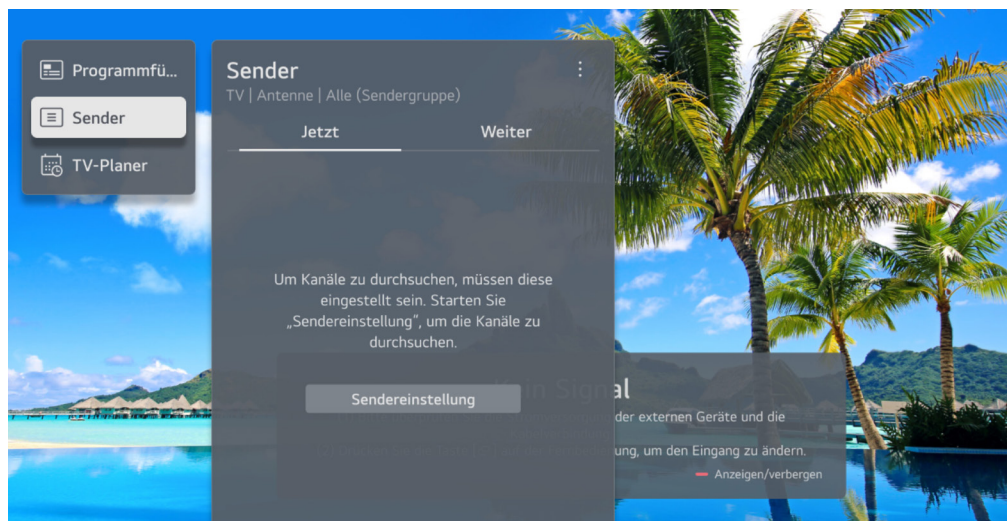 Programmfü...
Sender
TV-Planer
Sender
TV | Antenne | Alle (Sendergruppe)
Jetzt
Weiter
Um Kanäle zu durchsuchen, müssen diese
eingestellt sein. Starten Sie
„Sendereinstellung“, um die Kanäle zu
durchsuchen.
Sendereinstellung
Kein Signal
der externen Geräte und die
ung, um den Eingang zu ändern.
Anzeigen/verbergen